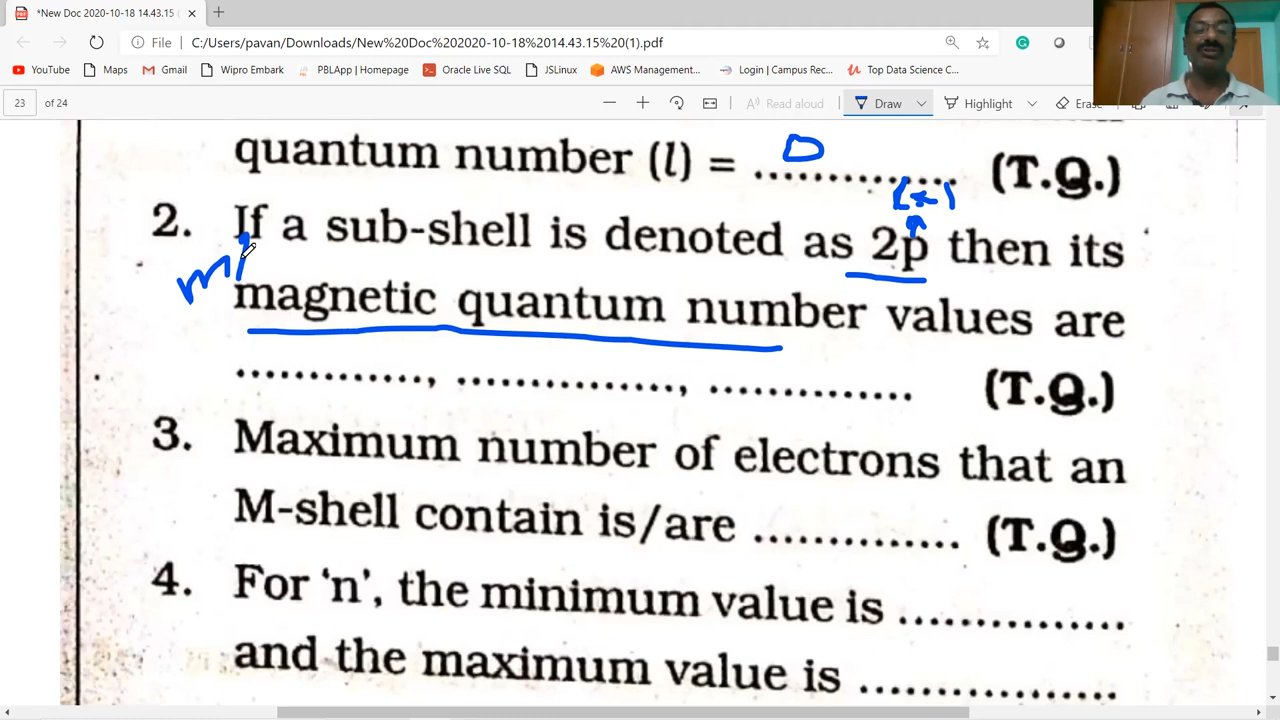 *New Doc 2020-10-18 14.43.15 (
File C:/Users/pavan/Downloads/New%20Doc%202020-10-18%2014.43.15%20(1).pdf
YouTube Maps Gmail Wipro Embark PBLApp | Homepage Oracle Live SQL JSLinux AWS Management... Login | Campus Rec... Top Data Science C...
23 of 24 Read aloud Draw Highlight Erase
quantum number (l) = .............. (T.Q.)
2. If a sub-shell is denoted as 2p then its
ml
magnetic quantum number values are
............., ..............., .............. (T.Q.)
3. Maximum number of electrons that an
M-shell contain is/are .............. (T.Q.)
4. For ‘n’, the minimum value is ...............
and the maximum value is .................